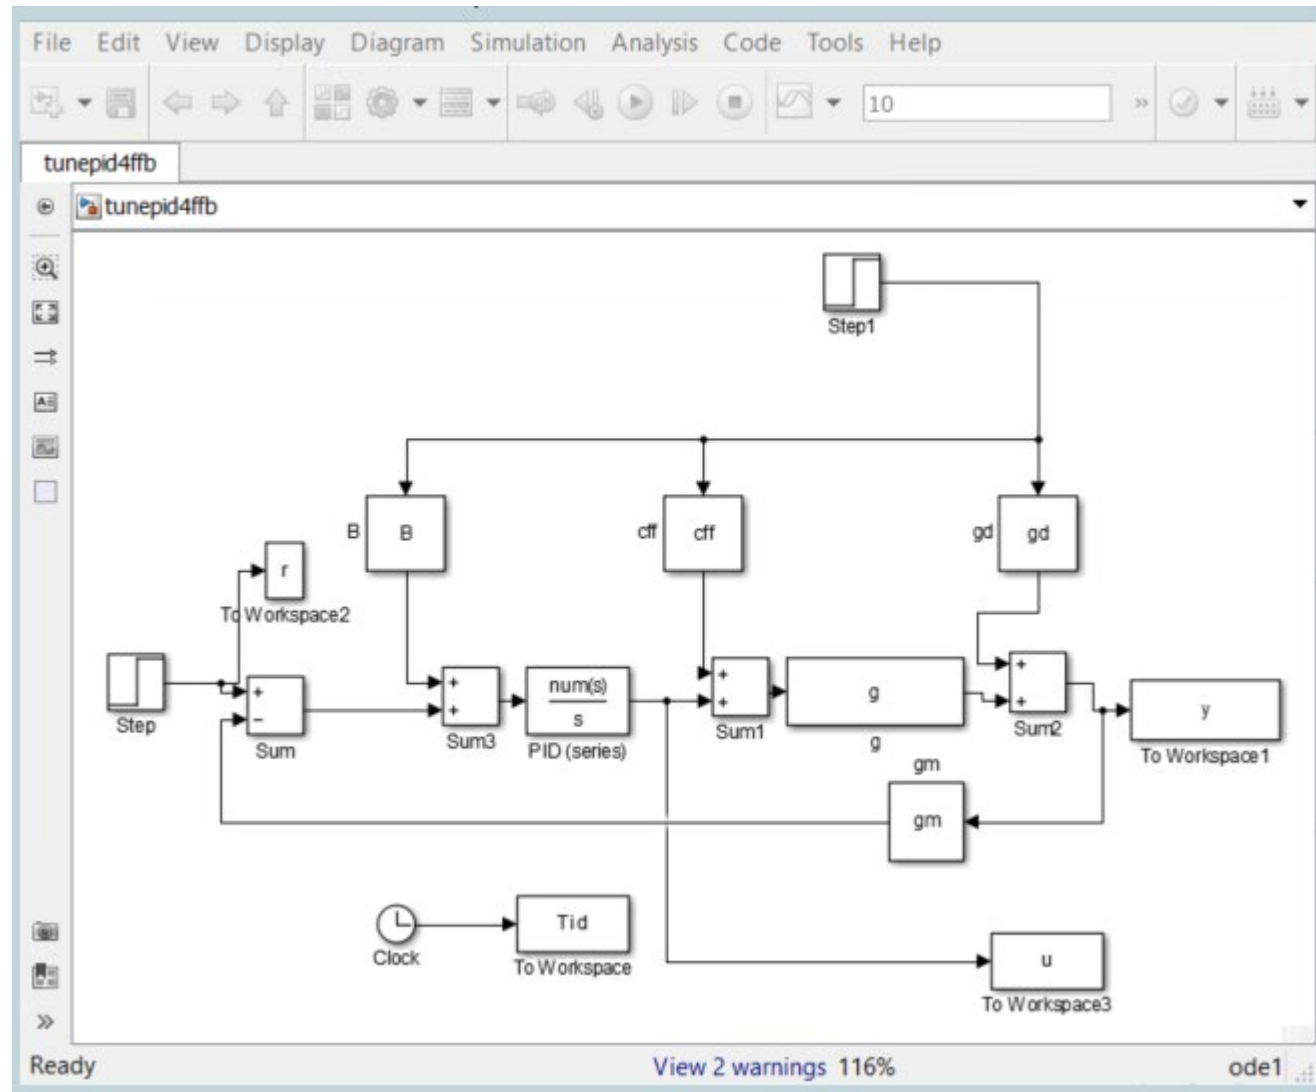 File Edit View Display Diagram Simulation Analysis Code Tools Help
10
tunepid4ffb
tunepid4ffb
Step1
B B
cff cff
gd gd
r
To Workspace2
Step
Sum
Sum3
num(s)
s
PID (series)
Sum1
g
g
Sum2
y
To Workspace1
gm
gm
Clock
Tid
To Workspace
u
To Workspace3
Ready View 2 warnings 116% ode1